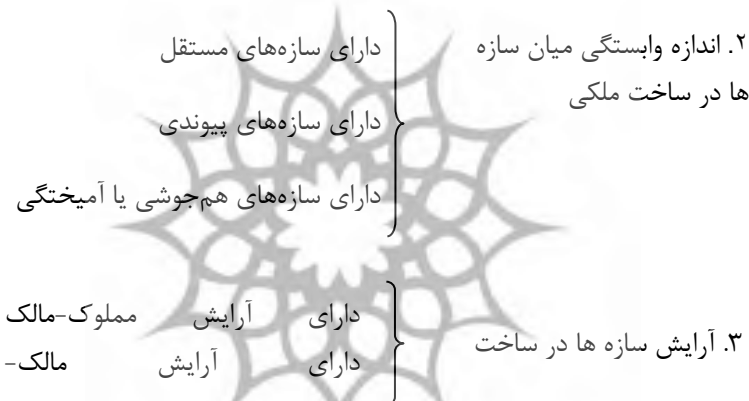 ۲. اندازه وابستگی میان سازه
ها در ساخت ملکی
دارای سازه‌های مستقل
دارای سازه‌های پیوندی
دارای سازه‌های هم‌جوشی یا آمیختگی
۳. آرایش سازه ها در ساخت
دارای آرایش مملوک-مالک
دارای آرایش مالک-